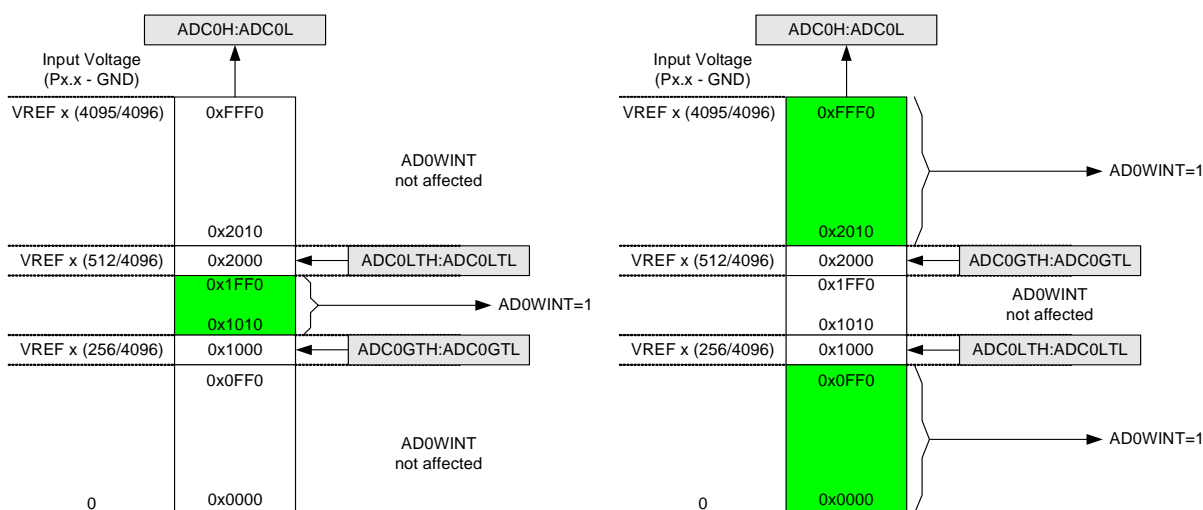 ADC0H:ADC0L
Input Voltage
(Px.x - GND)
VREF x (4095/4096)
0xFFF0
AD0WINT
not affected
0x2010
VREF x (512/4096)
0x2000
ADC0LTH:ADC0LTL
0x1FF0
AD0WINT=1
0x1010
VREF x (256/4096)
0x1000
ADC0GTH:ADC0GTL
0x0FF0
AD0WINT
not affected
0
0x0000
ADC0H:ADC0L
Input Voltage
(Px.x - GND)
VREF x (4095/4096)
0xFFF0
AD0WINT=1
0x2010
VREF x (512/4096)
0x2000
ADC0GTH:ADC0GTL
0x1FF0
AD0WINT
not affected
0x1010
VREF x (256/4096)
0x1000
ADC0LTH:ADC0LTL
0x0FF0
AD0WINT=1
0
0x0000